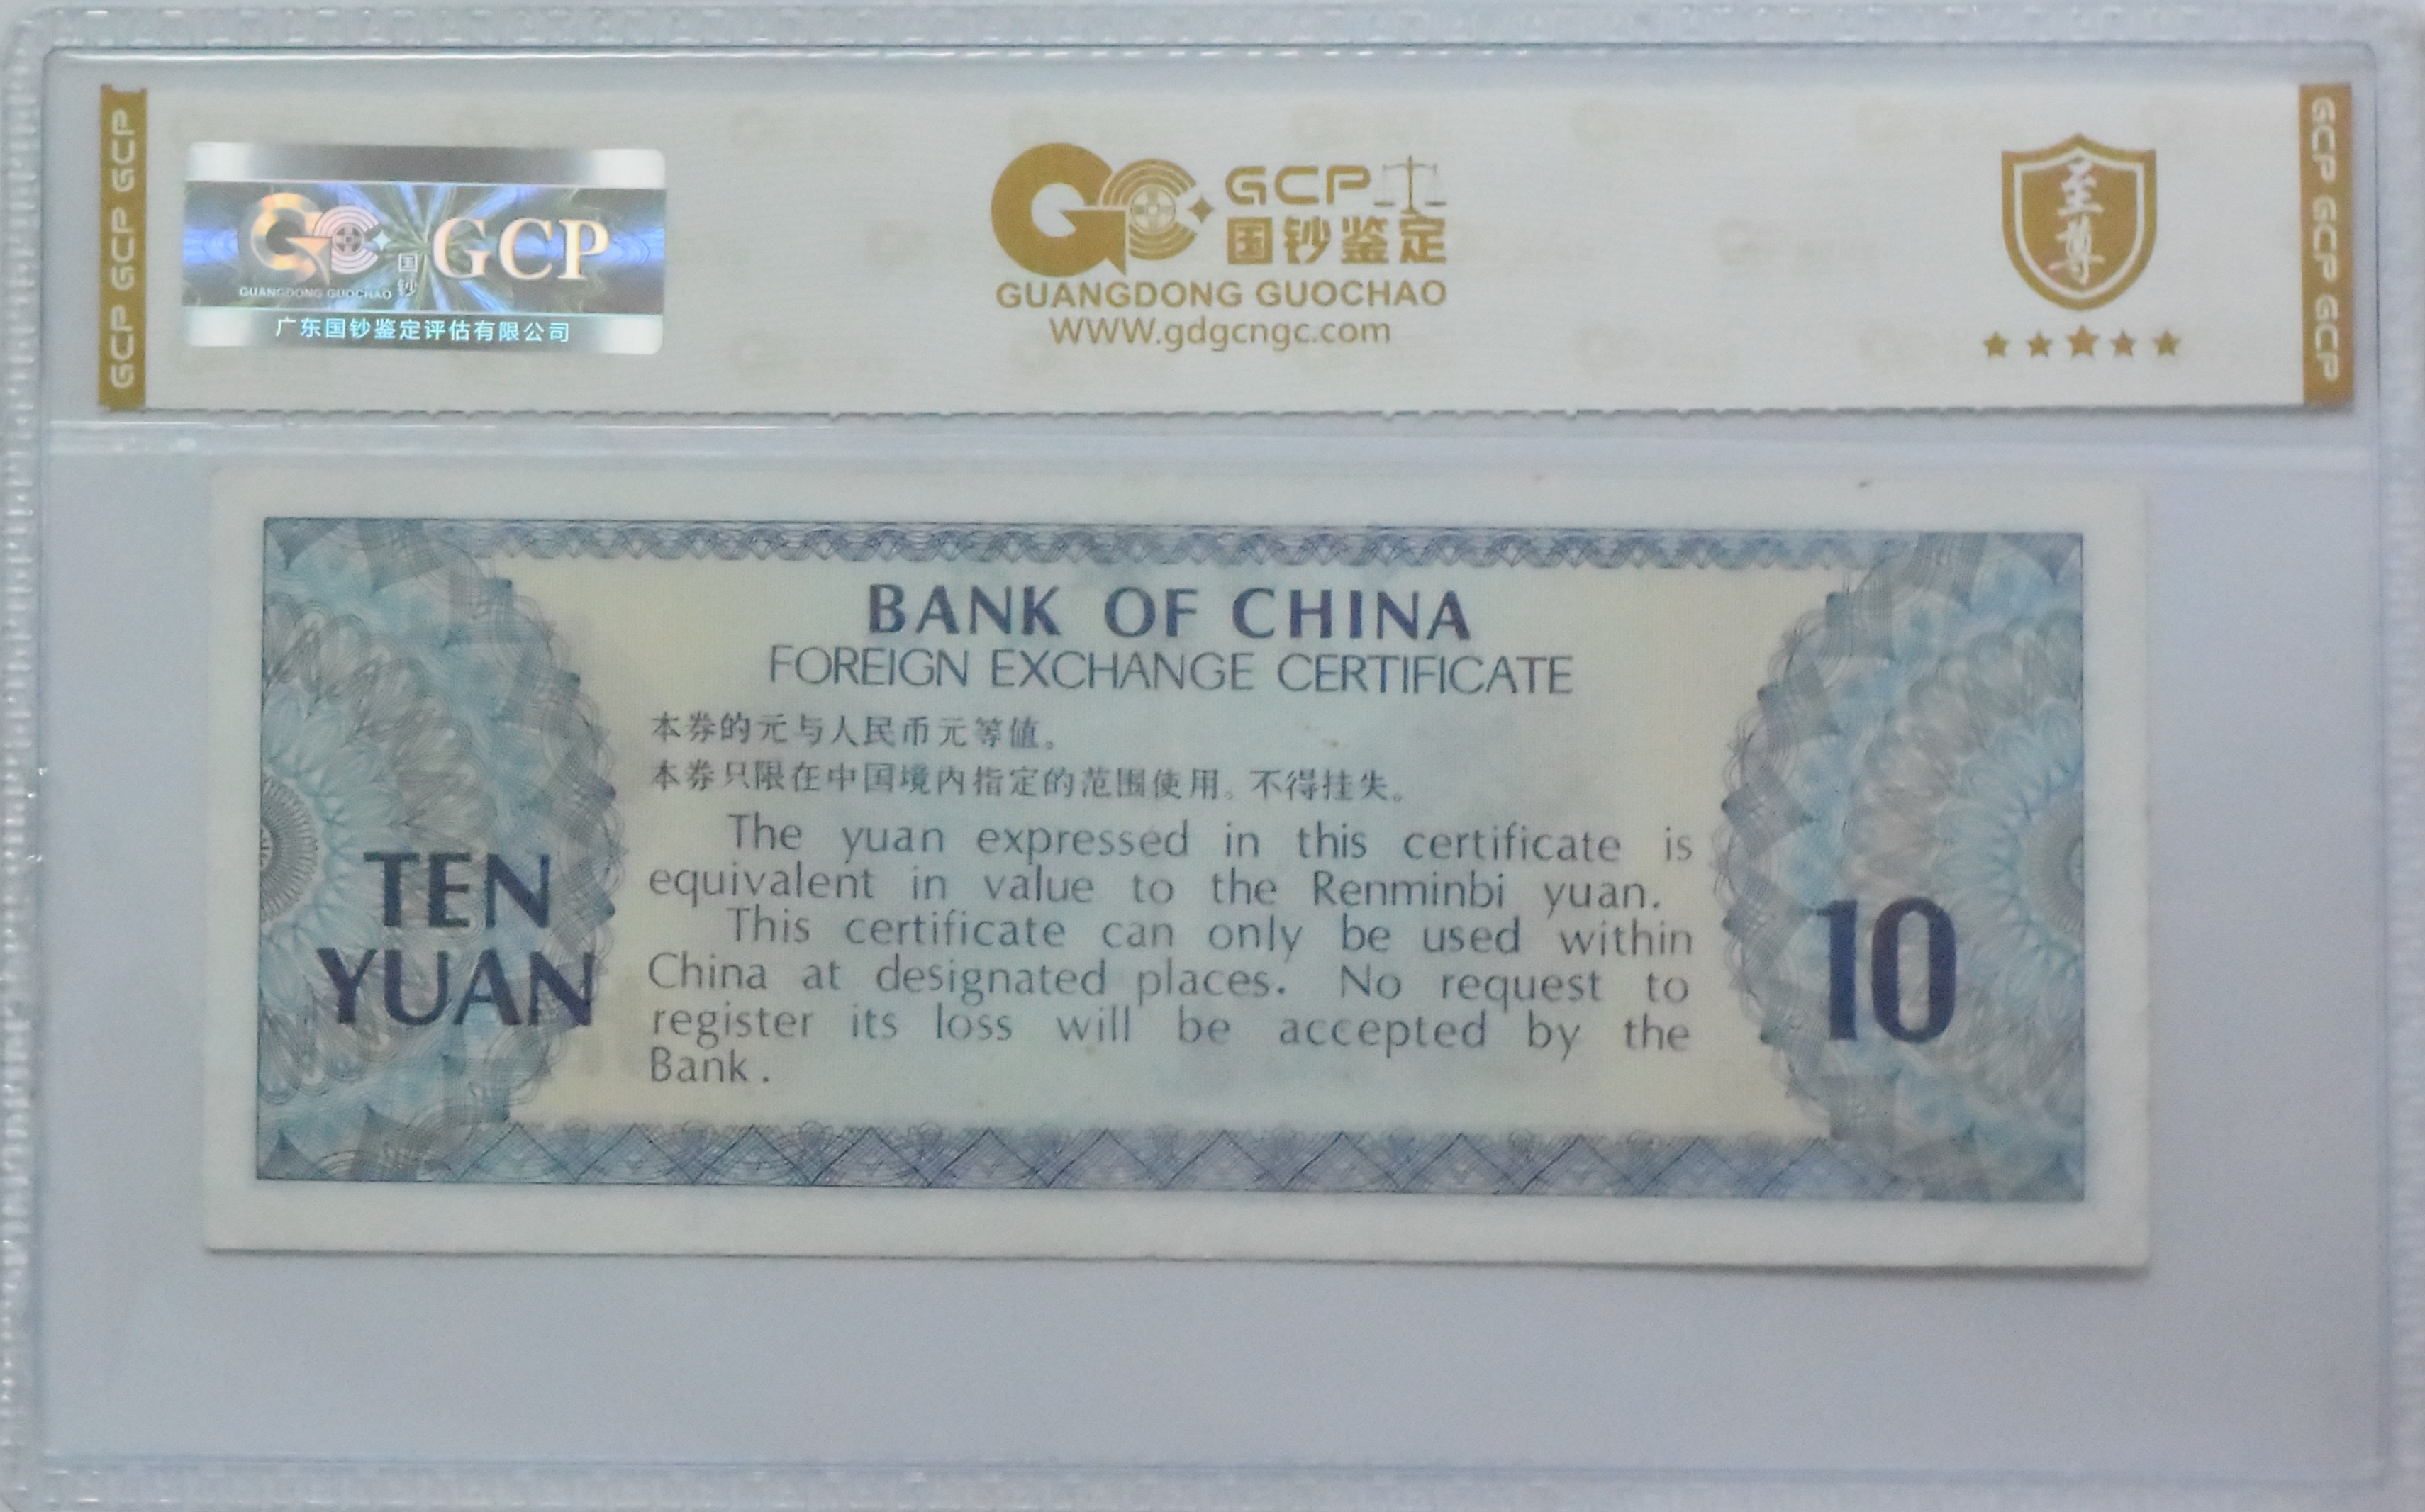 GCP GCP GCP
GCP
国钞
GUANGDONG GUOCHAO
广东国钞鉴定评估有限公司
GCP
国钞鉴定
GUANGDONG GUOCHAO
WWW.gdgcngc.com
至尊
GCP GCP GCP
BANK OF CHINA
FOREIGN EXCHANGE CERTIFICATE
本券的元与人民币元等值。
本券只限在中国境内指定的范围使用。不得挂失。
The yuan expressed in this certificate is
equivalent in value to the Renminbi yuan.
This certificate can only be used within
China at designated places. No request to
register its loss will be accepted by the
Bank.
TEN
YUAN
10